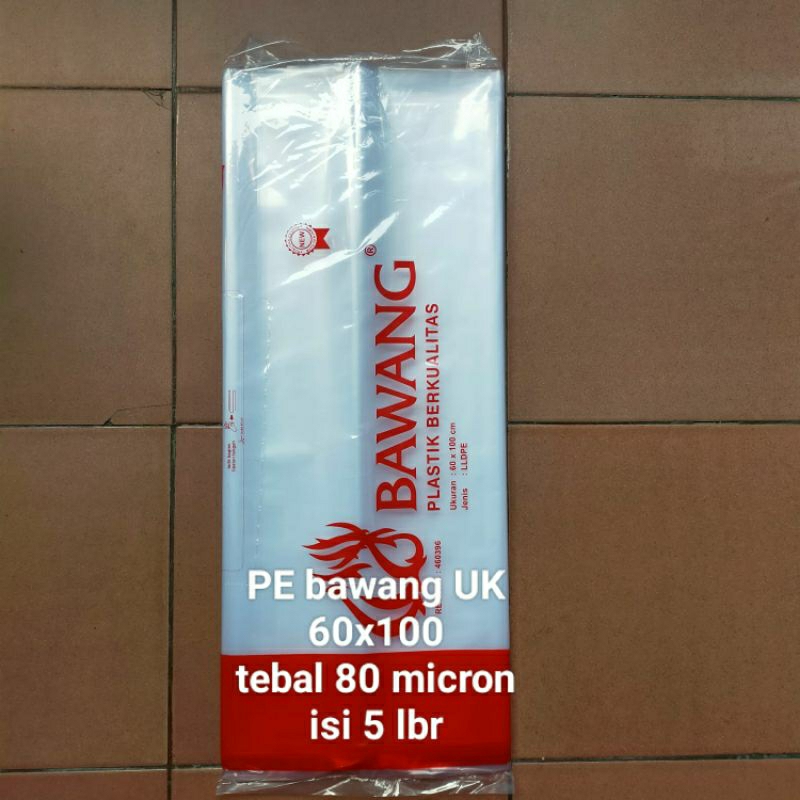 NEW
BAWANG®
PLASTIK BERKUALITAS
Ukuran : 60 x 100 cm
Jenis : LLDPE
: 460396
PE bawang UK
60x100
tebal 80 micron
isi 5 lbr